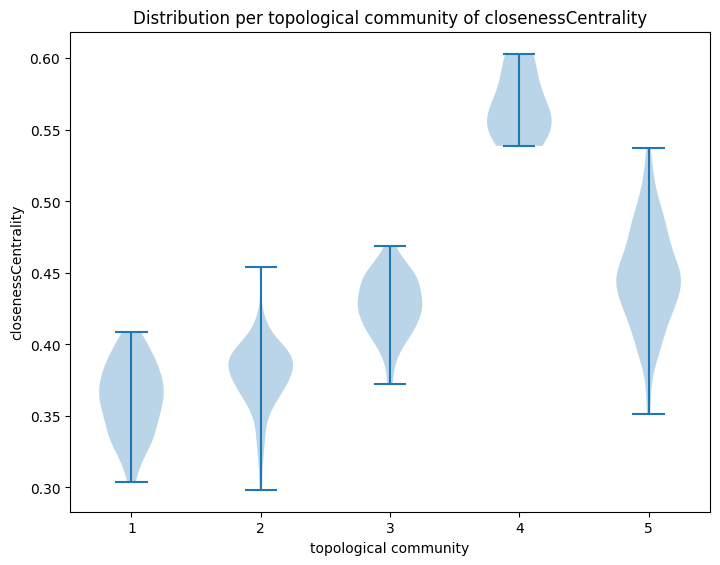 Distribution per topological community of closenessCentrality
closenessCentrality
0.60
0.55
0.50
0.45
0.40
0.35
0.30
1 2 3 4 5
topological community